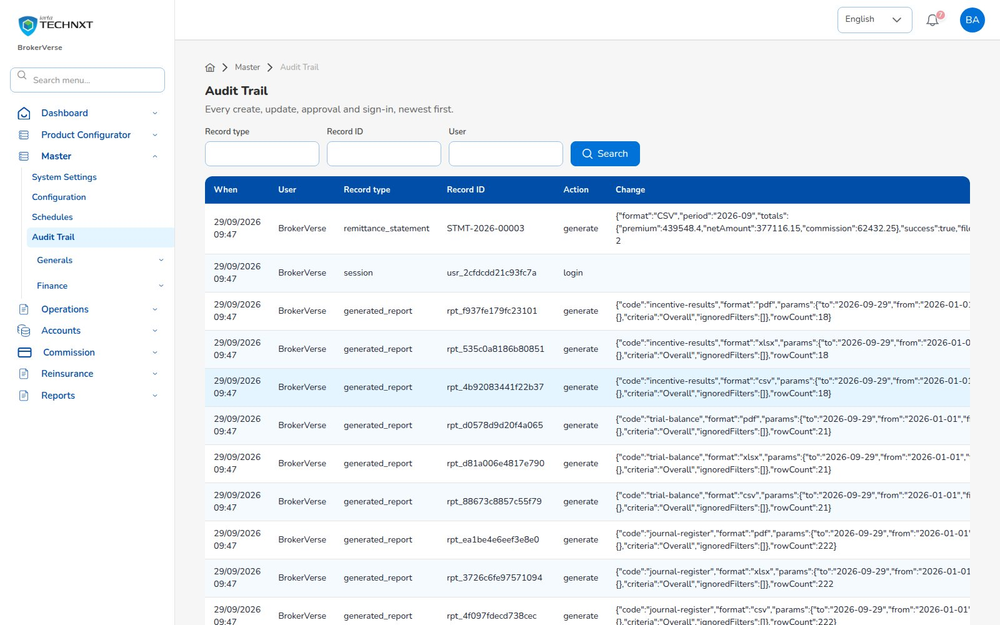 iorta
TECHNXT
BrokerVerse
Search menu...
Dashboard
Product Configurator
Master
System Settings
Configuration
Schedules
Audit Trail
Generals
Finance
Operations
Accounts
Commission
Reinsurance
Reports
English
7
BA
Master
Audit Trail
Audit Trail
Every create, update, approval and sign-in, newest first.
Record type
Record ID
User
Search
When User Record type Record ID Action Change
29/09/2026 09:47 BrokerVerse remittance_statement STMT-2026-00003 generate {"format":"CSV","period":"2026-09","totals":
{"premium":439548.4,"netAmount":377116.15,"commission":62432.25},"success":true,"file
2
29/09/2026 09:47 BrokerVerse session usr_2cfdcdd21c93fc7a login
29/09/2026 09:47 BrokerVerse generated_report rpt_f937fe179fc23101 generate {"code":"incentive-results","format":"pdf","params":{"to":"2026-09-29","from":"2026-01-01
{},"criteria":"Overall","ignoredFilters":[]},"rowCount":18}
29/09/2026 09:47 BrokerVerse generated_report rpt_535c0a8186b80851 generate {"code":"incentive-results","format":"xlsx","params":{"to":"2026-09-29","from":"2026-01-0
{},"criteria":"Overall","ignoredFilters":[]},"rowCount":18
29/09/2026 09:47 BrokerVerse generated_report rpt_4b92083441f22b37 generate {"code":"incentive-results","format":"csv","params":{"to":"2026-09-29","from":"2026-01-01
{},"criteria":"Overall","ignoredFilters":[]},"rowCount":18}
29/09/2026 09:47 BrokerVerse generated_report rpt_d0578d9d20f4a065 generate {"code":"trial-balance","format":"pdf","params":{"to":"2026-09-29","from":"2026-01-01","fi
{},"criteria":"Overall","ignoredFilters":[]},"rowCount":21}
29/09/2026 09:47 BrokerVerse generated_report rpt_d81a006e4817e790 generate {"code":"trial-balance","format":"xlsx","params":{"to":"2026-09-29","from":"2026-01-01","
{},"criteria":"Overall","ignoredFilters":[]},"rowCount":21}
29/09/2026 09:47 BrokerVerse generated_report rpt_88673c8857c55f79 generate {"code":"trial-balance","format":"csv","params":{"to":"2026-09-29","from":"2026-01-01","fi
{},"criteria":"Overall","ignoredFilters":[]},"rowCount":21}
29/09/2026 09:47 BrokerVerse generated_report rpt_ea1be4e6eef3e8e0 generate {"code":"journal-register","format":"pdf","params":{"to":"2026-09-29","from":"2026-01-01"
{},"criteria":"Overall","ignoredFilters":[]},"rowCount":222}
29/09/2026 09:47 BrokerVerse generated_report rpt_3726c6fe97571094 generate {"code":"journal-register","format":"xlsx","params":{"to":"2026-09-29","from":"2026-01-01
{},"criteria":"Overall","ignoredFilters":[]},"rowCount":222
29/09/2026 09:47 BrokerVerse generated_report rpt_4f097fdecd738cec generate {"code":"journal-register","format":"csv","params":{"to":"2026-09-29","from":"2026-01-01"
{},"criteria":"Overall","ignoredFilters":[]},"rowCount":222}